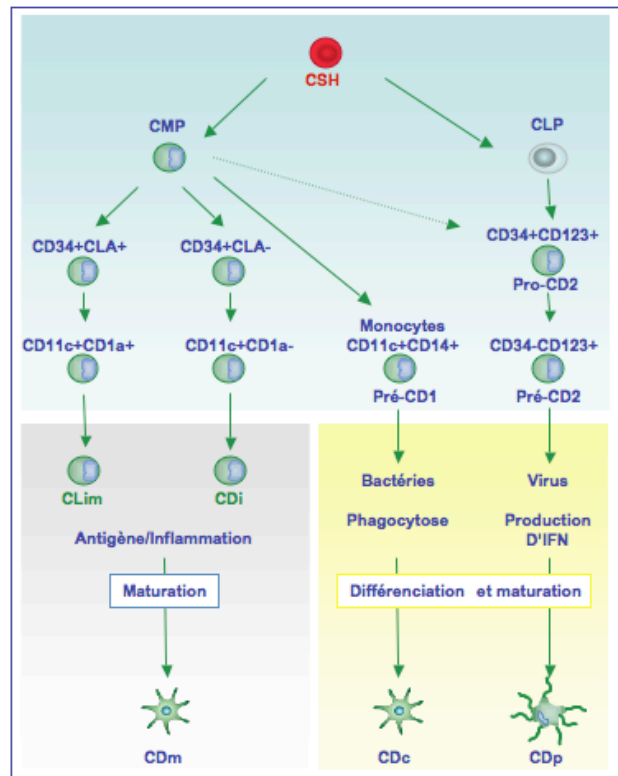 CSH
CMP
CLP
CD34+CLA+
CD34+CLA-
CD34+CD123+
Pro-CD2
CD11c+CD1a+
CD11c+CD1a-
Monocytes
CD11c+CD14+
Pré-CD1
CD34-CD123+
Pré-CD2
CLim
CDi
Antigène/Inflammation
Maturation
CDm
Bactéries
Virus
Phagocytose
Production
D'IFN
Différenciation et maturation
CDc
CDp